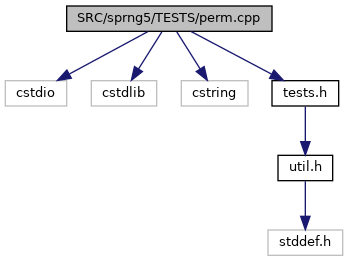 SRC/sprng5/TESTS/perm.cpp
cstdio
cstdlib
cstring
tests.h
util.h
stddef.h